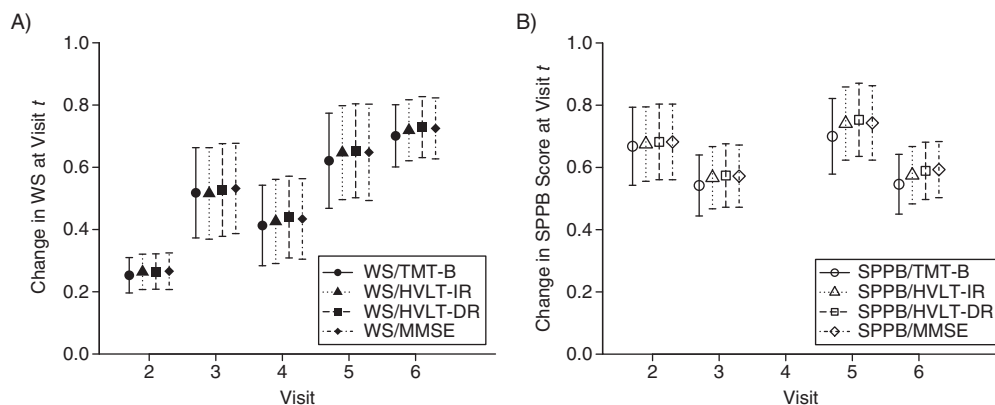 A)
Change in WS at Visit t
1.0
0.8
0.6
0.4
0.2
0.0
WS/TMT-B
WS/HVLT-IR
WS/HVLT-DR
WS/MMSE
2 3 4 5 6
Visit
B)
Change in SPPB Score at Visit t
1.0
0.8
0.6
0.4
0.2
0.0
SPPB/TMT-B
SPPB/HVLT-IR
SPPB/HVLT-DR
SPPB/MMSE
2 3 4 5 6
Visit